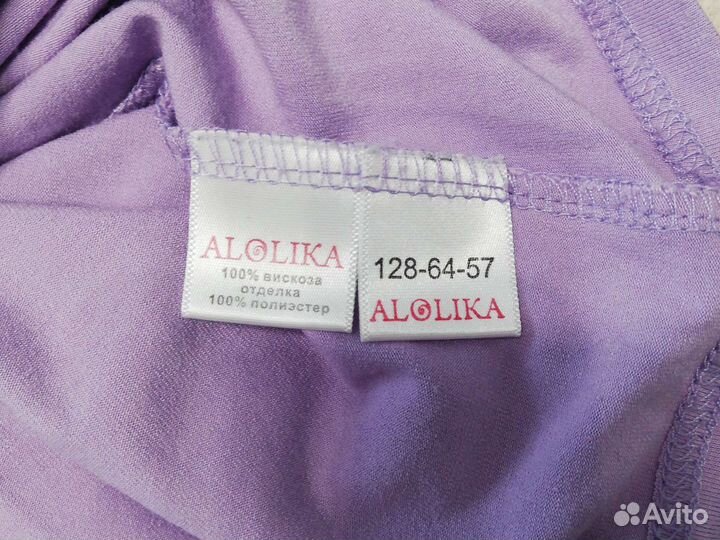 ALOLIKA
100% вискоза
отделка
100% полиэстер
128-64-57
ALOLIKA
Avito